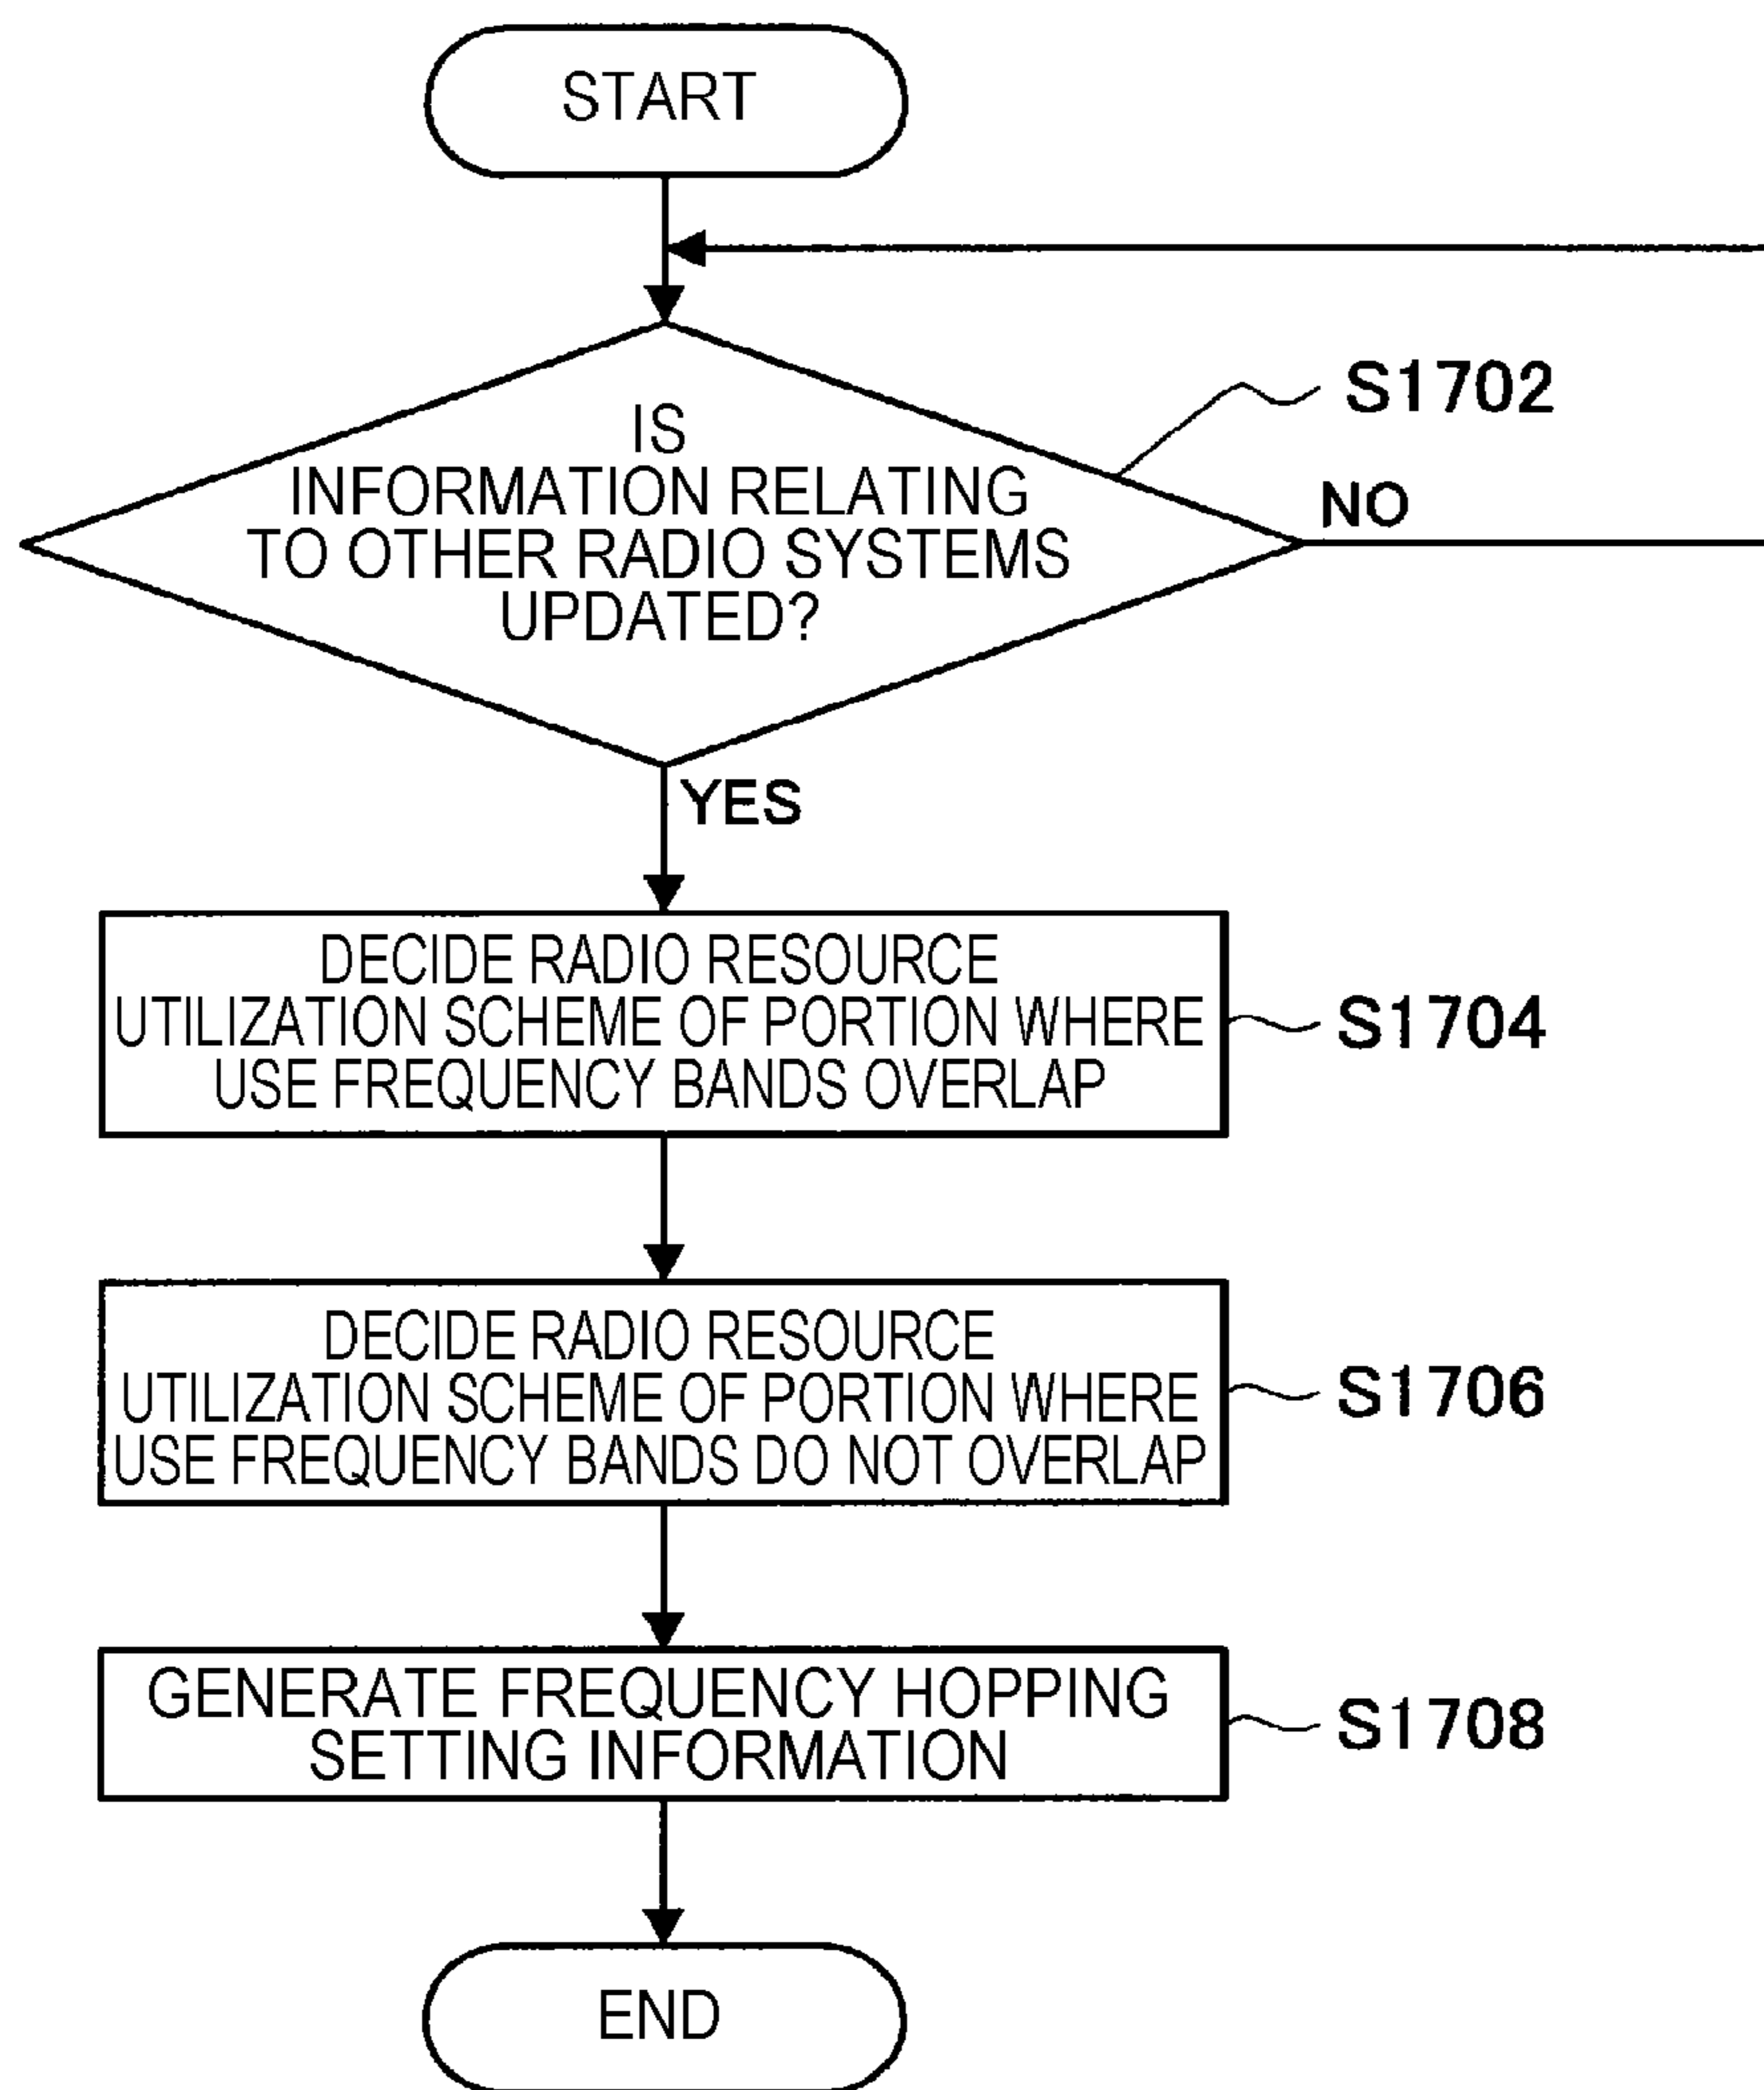 START
S1702
IS
INFORMATION RELATING
TO OTHER RADIO SYSTEMS
UPDATED?
NO
YES
DECIDE RADIO RESOURCE
UTILIZATION SCHEME OF PORTION WHERE
USE FREQUENCY BANDS OVERLAP
S1704
DECIDE RADIO RESOURCE
UTILIZATION SCHEME OF PORTION WHERE
USE FREQUENCY BANDS DO NOT OVERLAP
S1706
GENERATE FREQUENCY HOPPING
SETTING INFORMATION
S1708
END